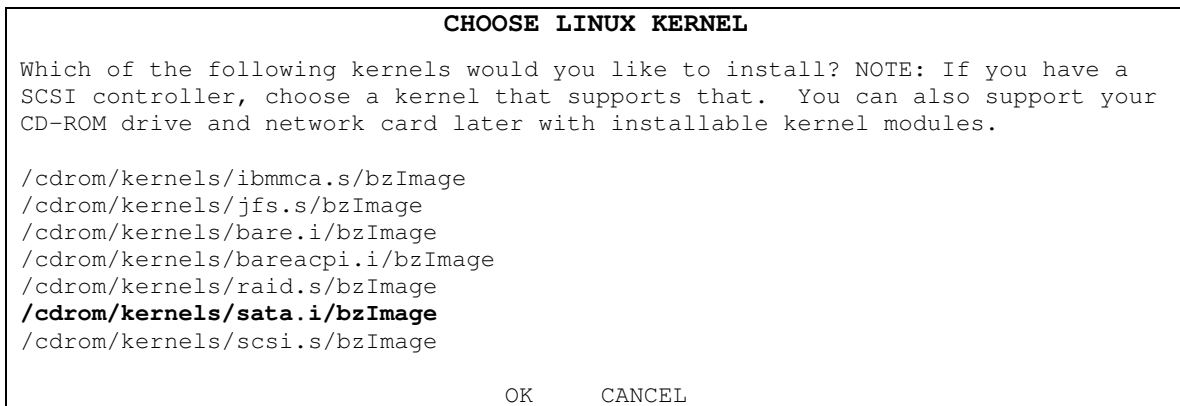 CHOOSE LINUX KERNEL
Which of the following kernels would you like to install? NOTE: If you have a
SCSI controller, choose a kernel that supports that.  You can also support your
CD-ROM drive and network card later with installable kernel modules.
/cdrom/kernels/ibmmca.s/bzImage
/cdrom/kernels/jfs.s/bzImage
/cdrom/kernels/bare.i/bzImage
/cdrom/kernels/bareacpi.i/bzImage
/cdrom/kernels/raid.s/bzImage
/cdrom/kernels/sata.i/bzImage
/cdrom/kernels/scsi.s/bzImage
OK CANCEL